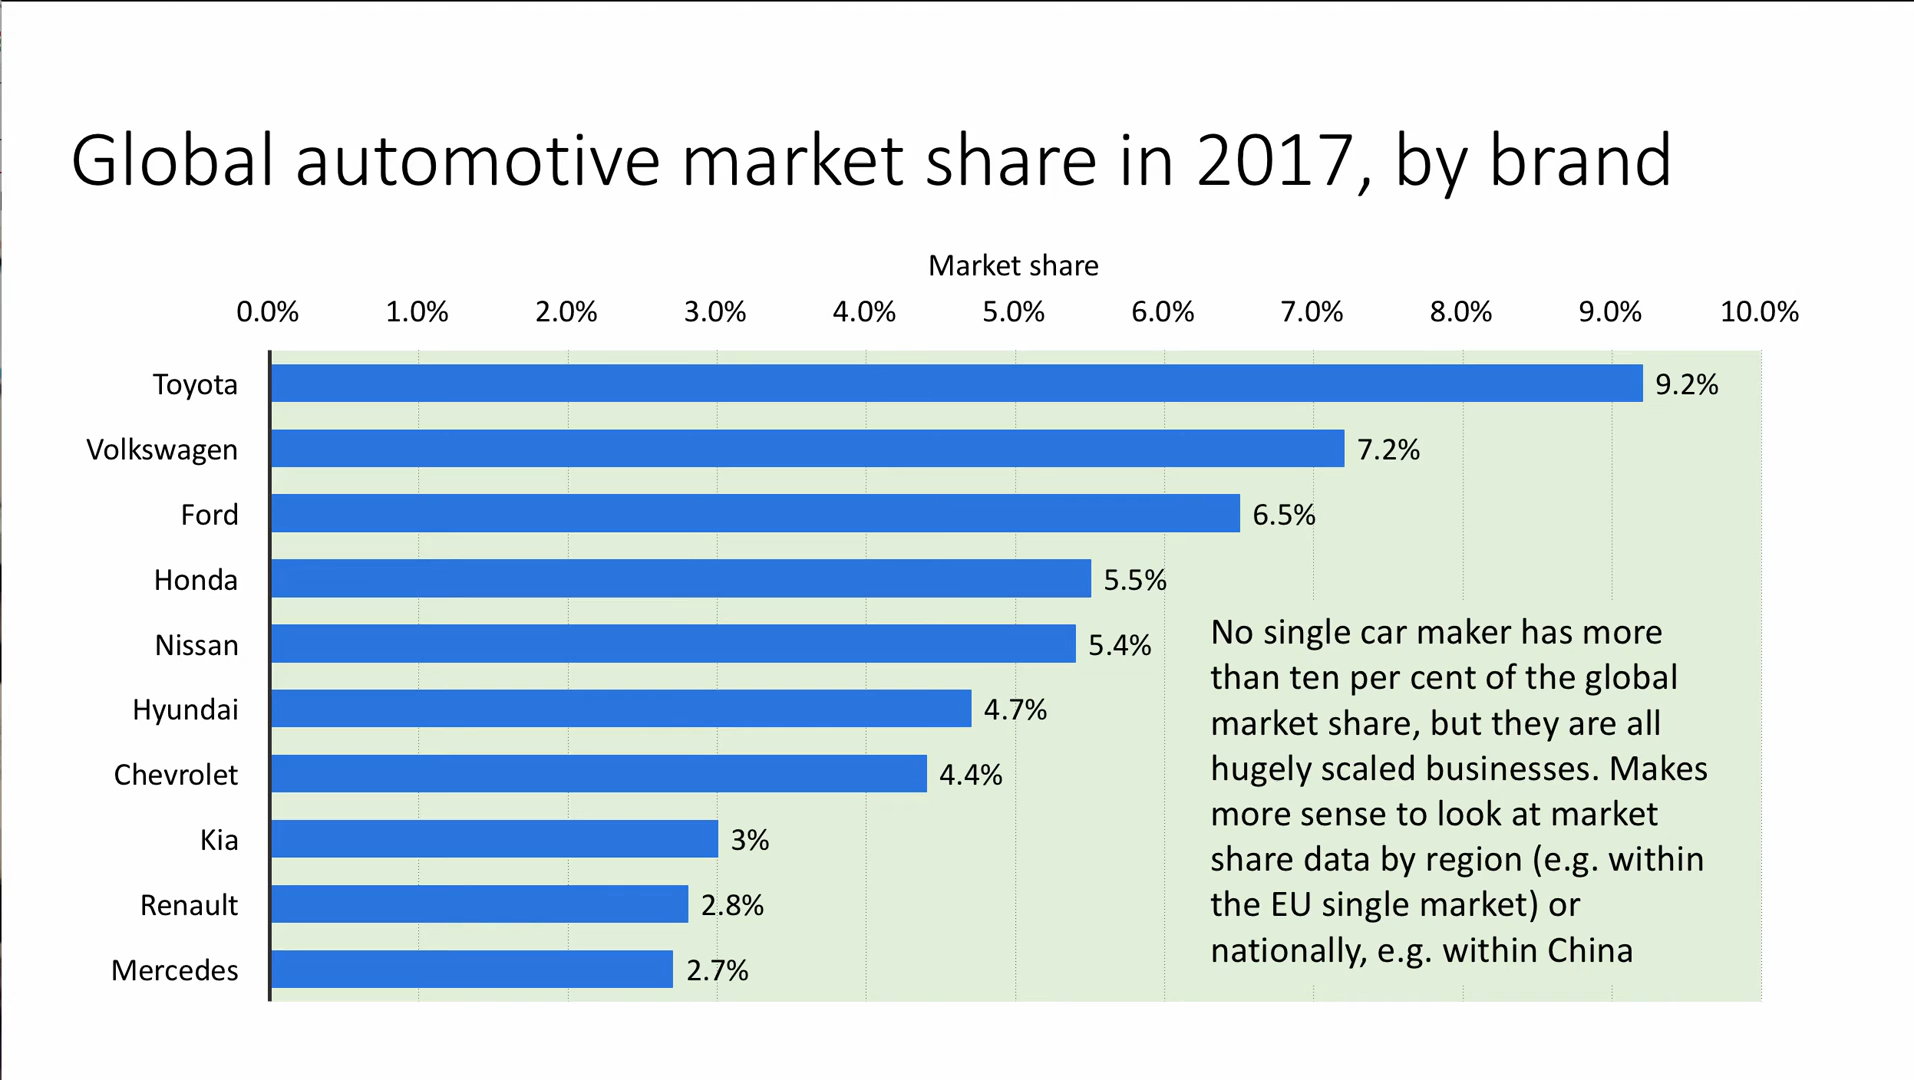 Global automotive market share in 2017, by brand
Market share
0.0% 1.0% 2.0% 3.0% 4.0% 5.0% 6.0% 7.0% 8.0% 9.0% 10.0%
Toyota 9.2%
Volkswagen 7.2%
Ford 6.5%
Honda 5.5%
Nissan 5.4%
Hyundai 4.7%
Chevrolet 4.4%
Kia 3%
Renault 2.8%
Mercedes 2.7%
No single car maker has more
than ten per cent of the global
market share, but they are all
hugely scaled businesses. Makes
more sense to look at market
share data by region (e.g. within
the EU single market) or
nationally, e.g. within China